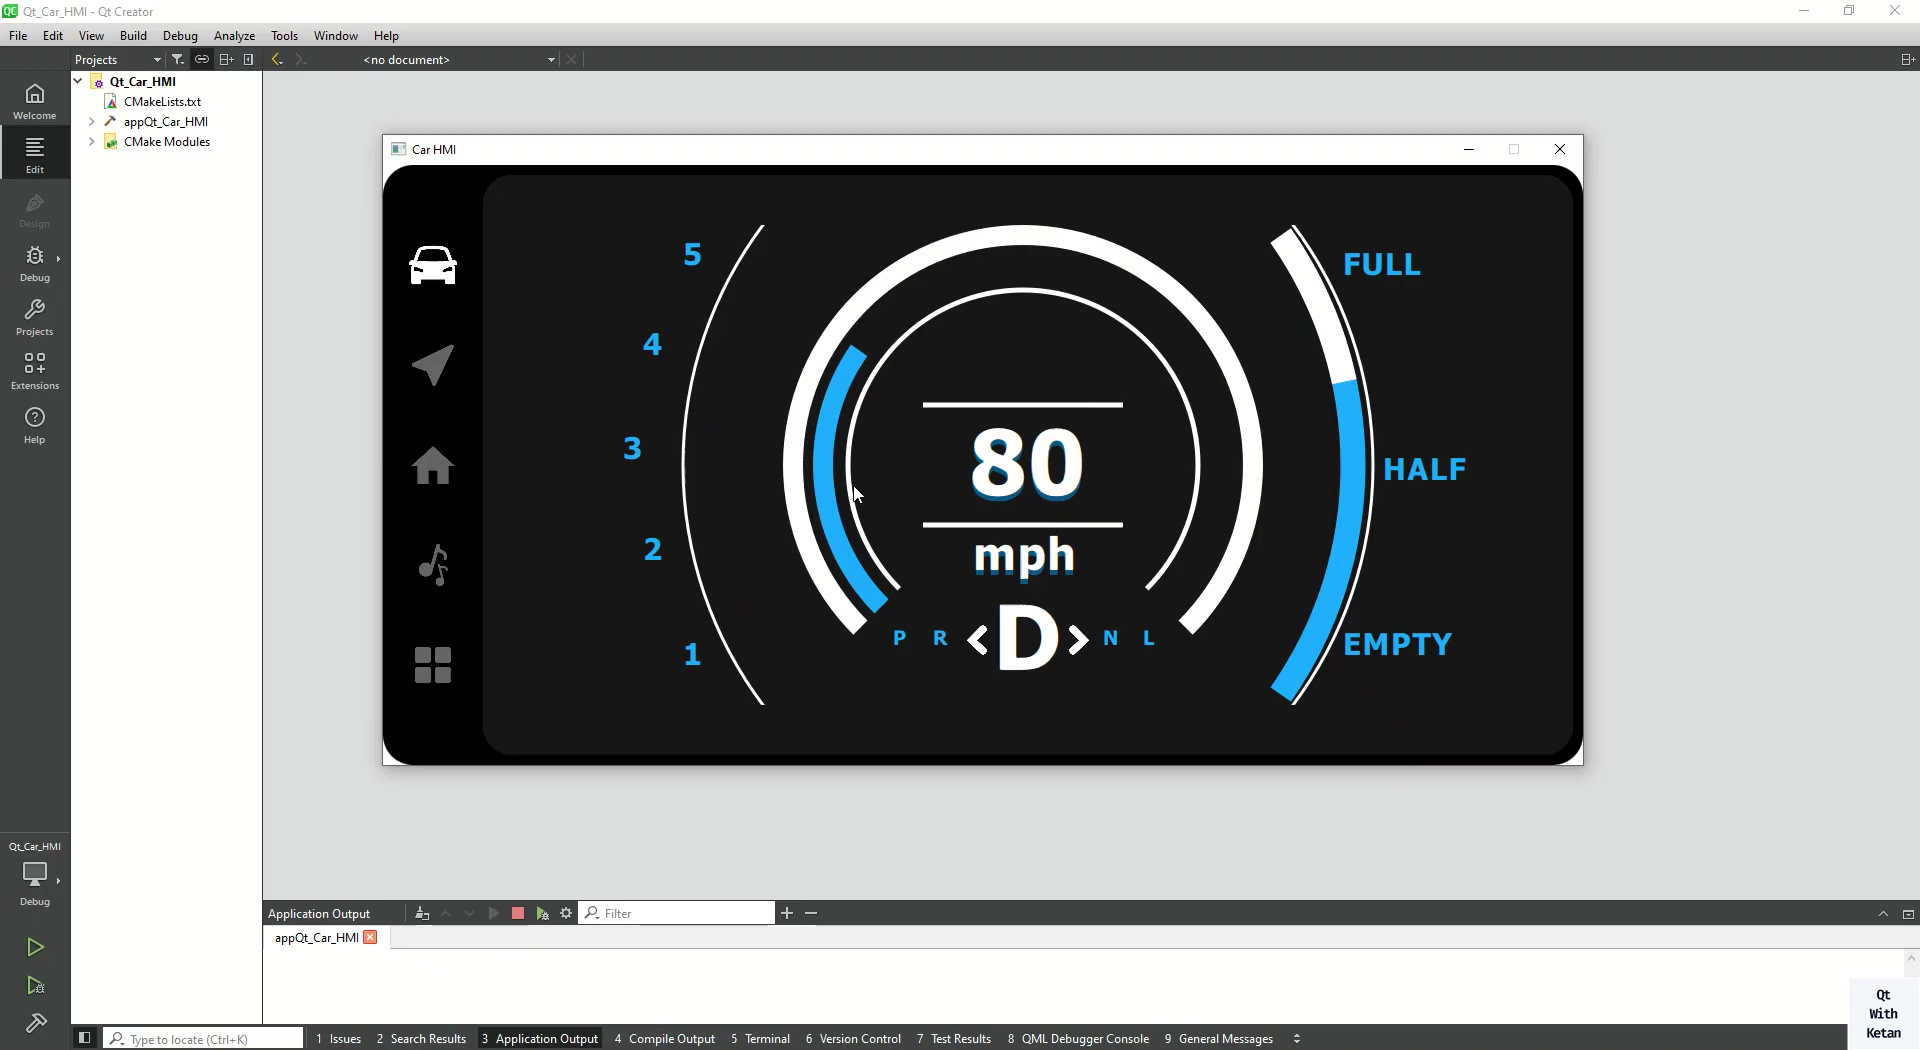 QC Qt_Car_HMI - Qt Creator
File Edit View Build Debug Analyze Tools Window Help
Projects <no document>
Qt_Car_HMI
CMakeLists.txt
appQt_Car_HMI
CMake Modules
Welcome
Edit
Design
Debug
Projects
Extensions
Help
Qt_Car_HMI
Debug
Car HMI
5
4
3
2
1
80
mph
P R < D > N L
FULL
HALF
EMPTY
Application Output Filter
appQt_Car_HMI
Qt
With
Ketan
Type to locate (Ctrl+K) 1 Issues 2 Search Results 3 Application Output 4 Compile Output 5 Terminal 6 Version Control 7 Test Results 8 QML Debugger Console 9 General Messages